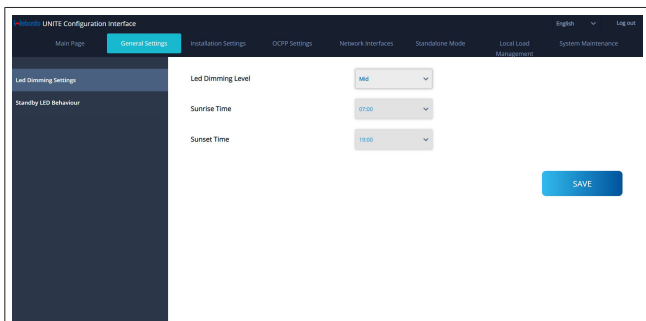 webasto UNITE Configuration Interface
English
Log out
Main Page
General Settings
Installation Settings
OCPP Settings
Network Interfaces
Standalone Mode
Local Load
Management
System Maintenance
Led Dimming Settings
Standby LED Behaviour
Led Dimming Level
Mid
Sunrise Time
07:00
Sunset Time
19:00
SAVE